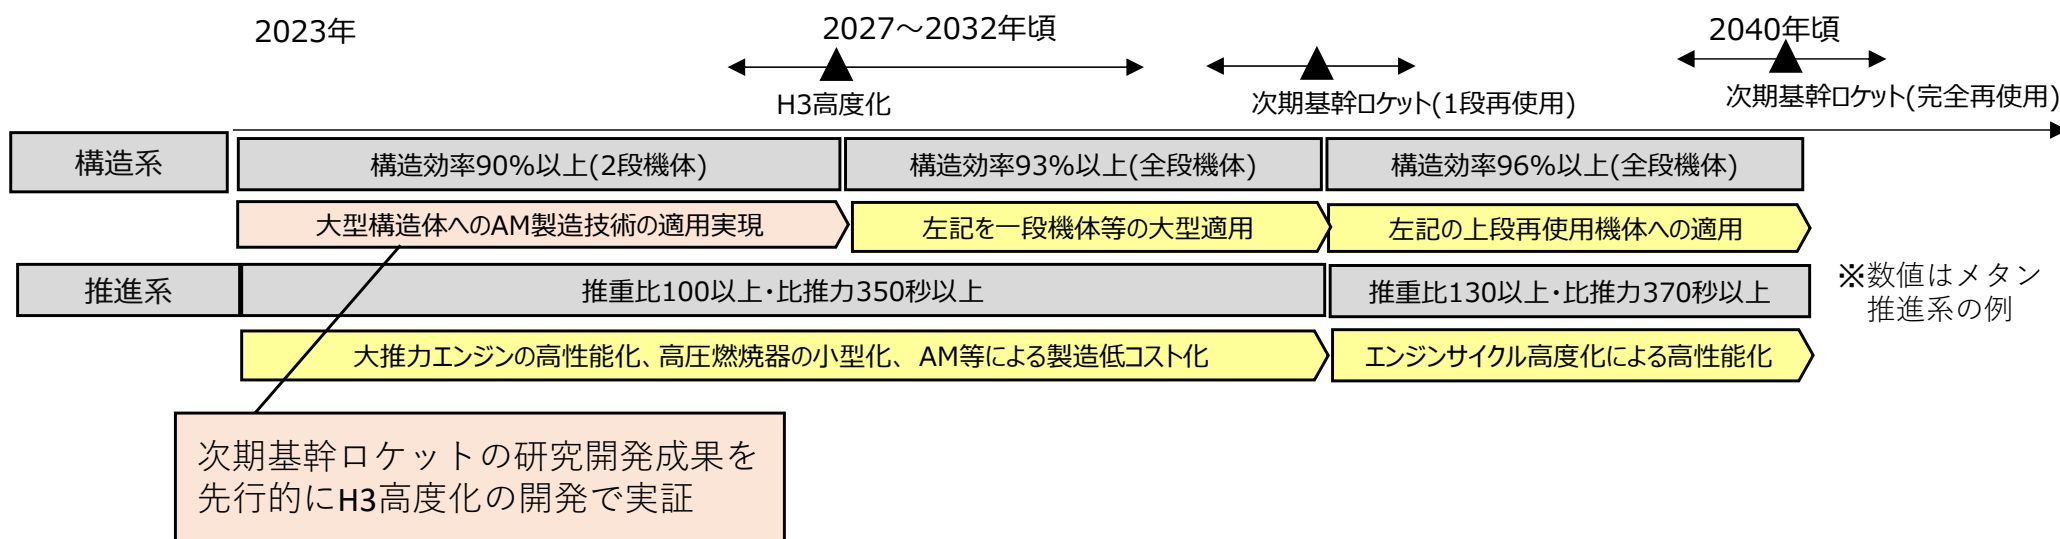 2023年
2027～2032年頃
2040年頃
H3高度化
次期基幹ロケット(1段再使用)
次期基幹ロケット(完全再使用)
構造系
構造効率90%以上(2段機体)
構造効率93%以上(全段機体)
構造効率96%以上(全段機体)
大型構造体へのAM製造技術の適用実現
左記を一段機体等の大型適用
左記の上段再使用機体への適用
推進系
推重比100以上・比推力350秒以上
推重比130以上・比推力370秒以上
※数値はメタン
推進系の例
大推力エンジンの高性能化、高圧燃焼器の小型化、AM等による製造低コスト化
エンジンサイクル高度化による高性能化
次期基幹ロケットの研究開発成果を
先行的にH3高度化の開発で実証